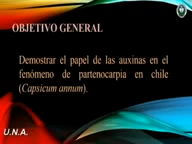 OBJETIVO GENERAL
Demostrar el papel de las auxinas en el
fenómeno de partenocarpia en chile
(Capsicum annum).
U.N.A.